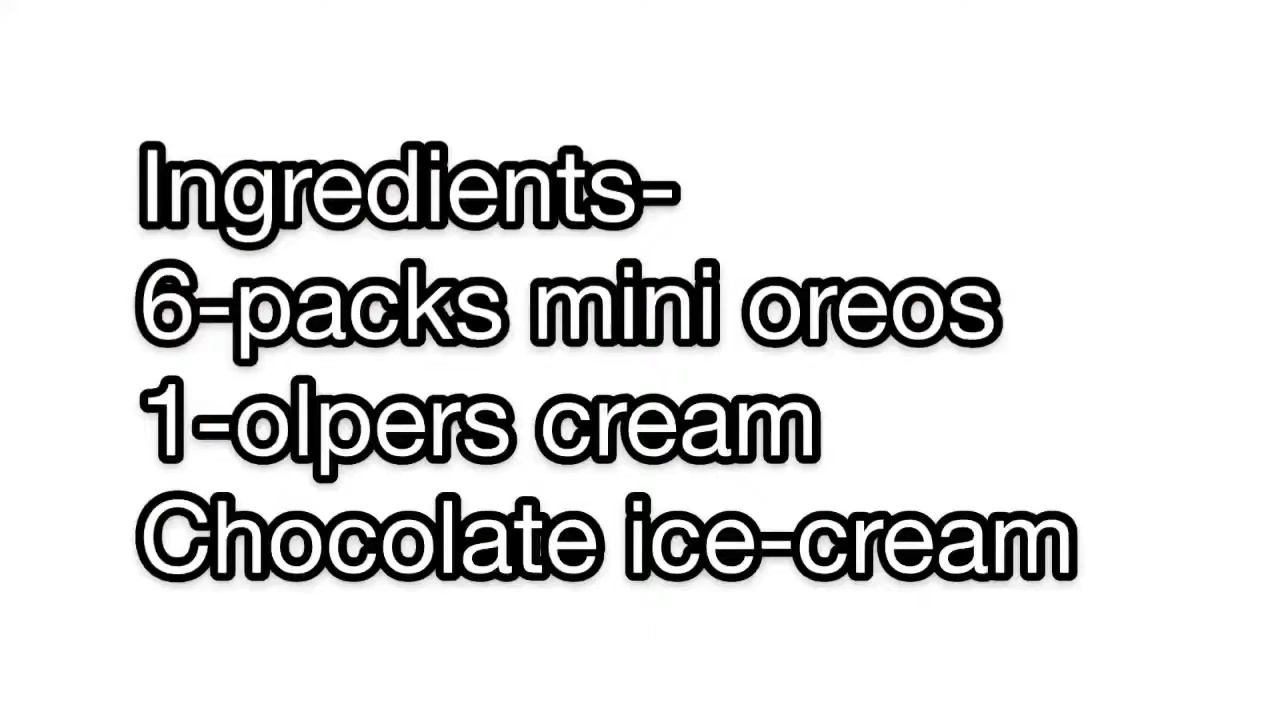 Ingredients-
6-packs mini oreos
1-olpers cream
Chocolate ice-cream